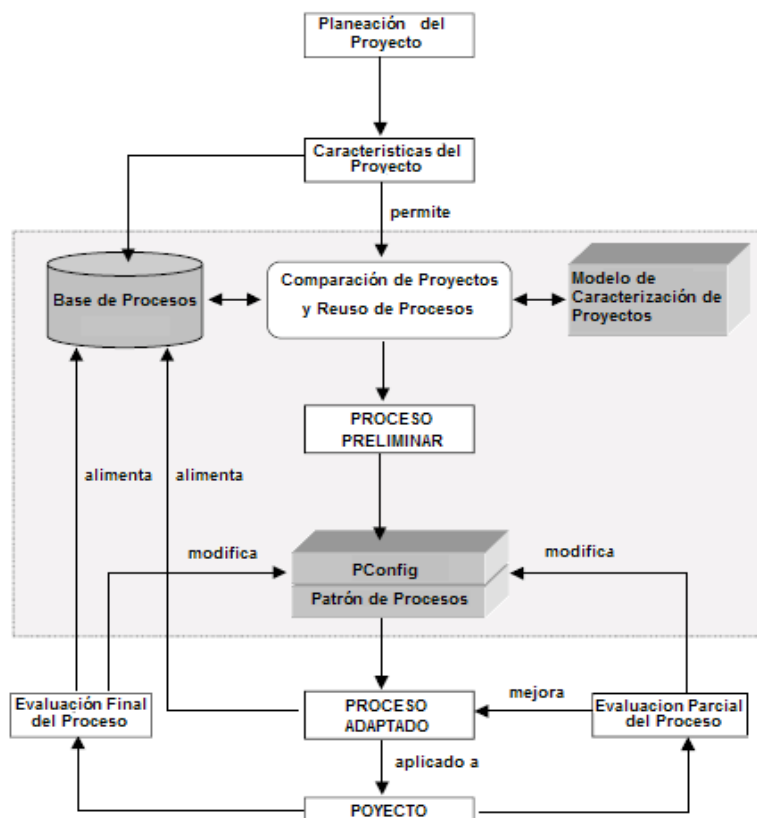 Planeación del
Proyecto
Caracteristicas del
Proyecto
permite
Base de Procesos
Comparación de Proyectos
y Reuso de Procesos
Modelo de
Caracterización de
Proyectos
PROCESO
PRELIMINAR
alimenta
alimenta
modifica
modifica
PConfig
Patrón de Procesos
Evaluación Final
del Proceso
PROCESO
ADAPTADO
mejora
Evaluacion Parcial
del Proceso
aplicado a
POYECTO